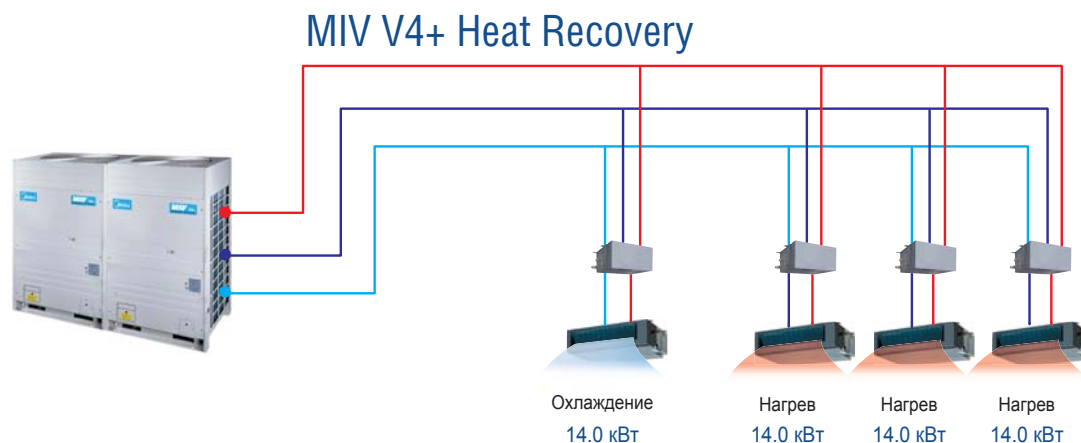 MIV V4+ Heat Recovery
Охлаждение
14.0 кВт
Нагрев
14.0 кВт
Нагрев
14.0 кВт
Нагрев
14.0 кВт